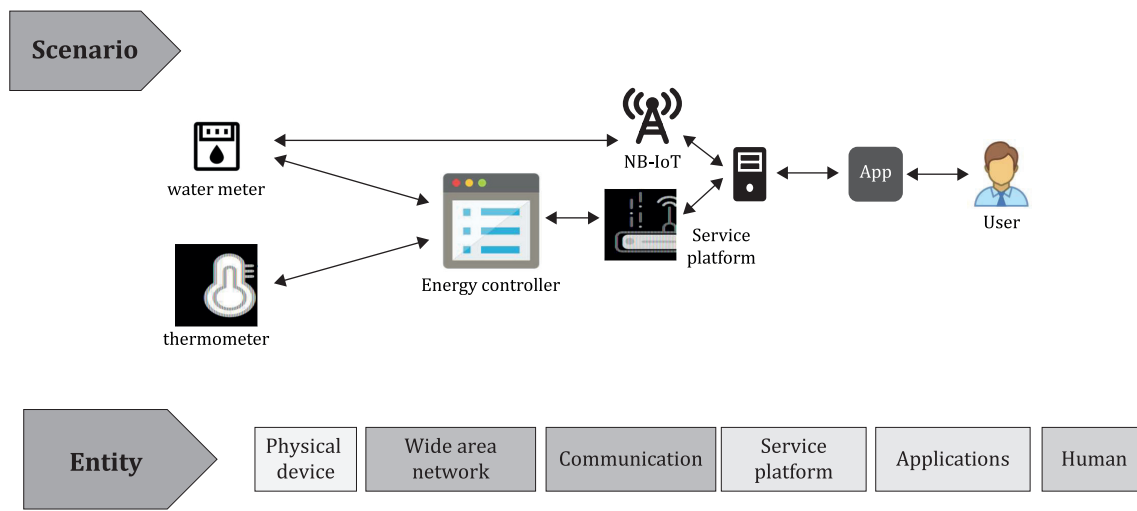 Scenario
NB-IoT
water meter
App
User
Service
platform
Energy controller
thermometer
Entity
Physical
device
Wide area
network
Communication
Service
platform
Applications
Human